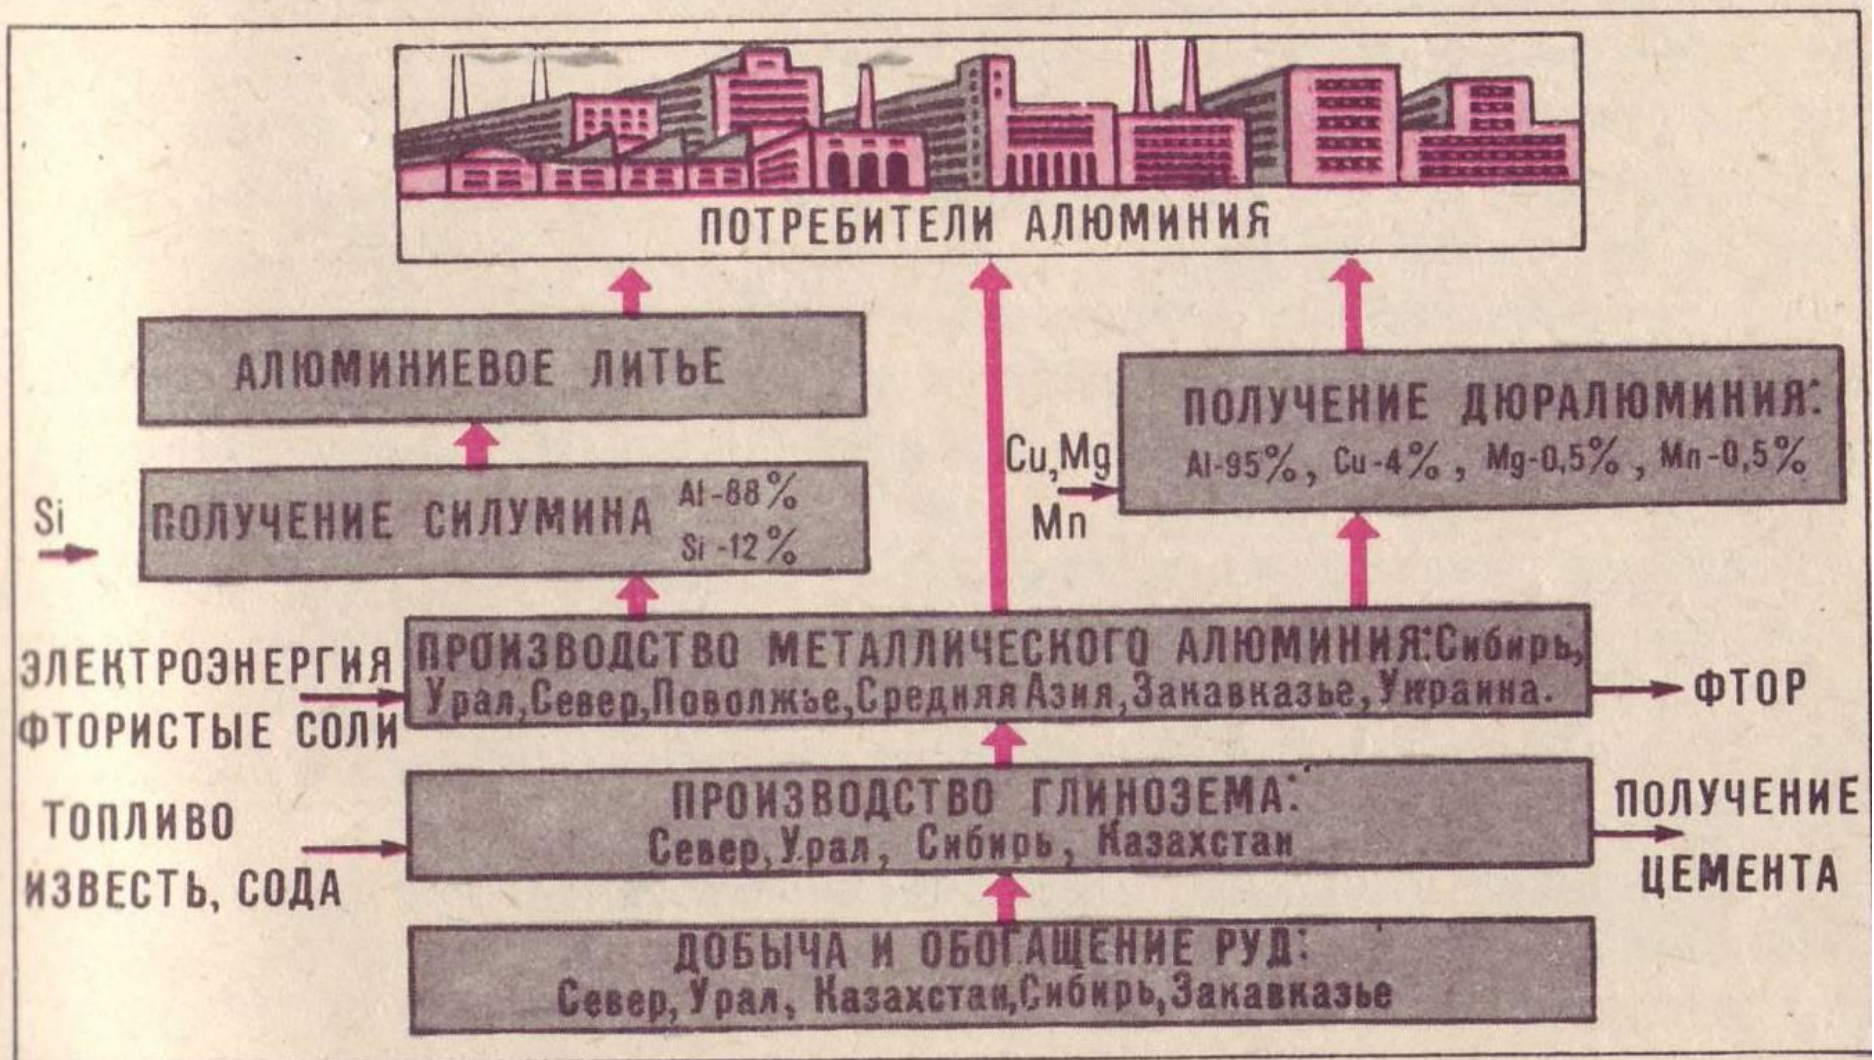 ПОТРЕБИТЕЛИ АЛЮМИНИЯ
АЛЮМИНИЕВОЕ ЛИТЬЕ
ПОЛУЧЕНИЕ ДЮРАЛЮМИНИЯ:
Al-95%, Cu-4%, Mg-0,5%, Mn-0,5%
Cu,Mg
Mn
Si
ПОЛУЧЕНИЕ СИЛУМИНА
Al-88%
Si-12%
ЭЛЕКТРОЭНЕРГИЯ
ФТОРИСТЫЕ СОЛИ
ПРОИЗВОДСТВО МЕТАЛЛИЧЕСКОГО АЛЮМИНИЯ:Сибирь,
Урал,Север,Поволжье,Средняя Азия,Закавказье,Украина.
ФТОР
ТОПЛИВО
ИЗВЕСТЬ, СОДА
ПРОИЗВОДСТВО ГЛИНОЗЕМА:
Север,Урал, Сибирь, Казахстан
ПОЛУЧЕНИЕ
ЦЕМЕНТА
ДОБЫЧА И ОБОГАЩЕНИЕ РУД:
Север,Урал, Казахстан,Сибирь,Закавказье